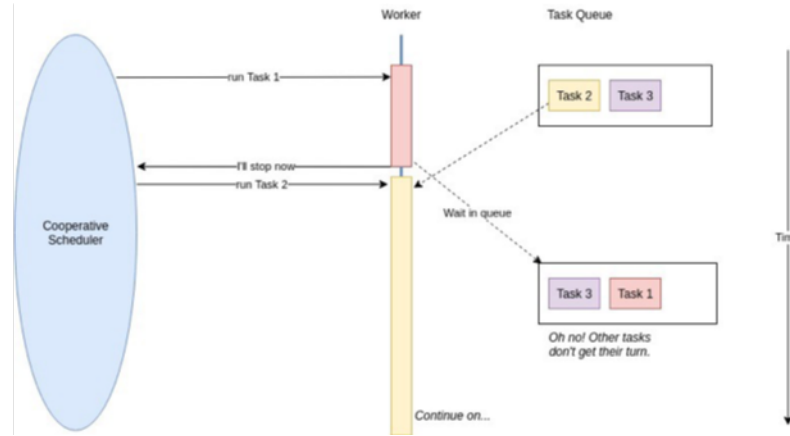 Worker
Task Queue
run Task 1
Task 2
Task 3
I'll stop now
run Task 2
Wait in queue
Cooperative
Scheduler
Tim
Task 3
Task 1
Oh no! Other tasks
don't get their turn.
Continue on...